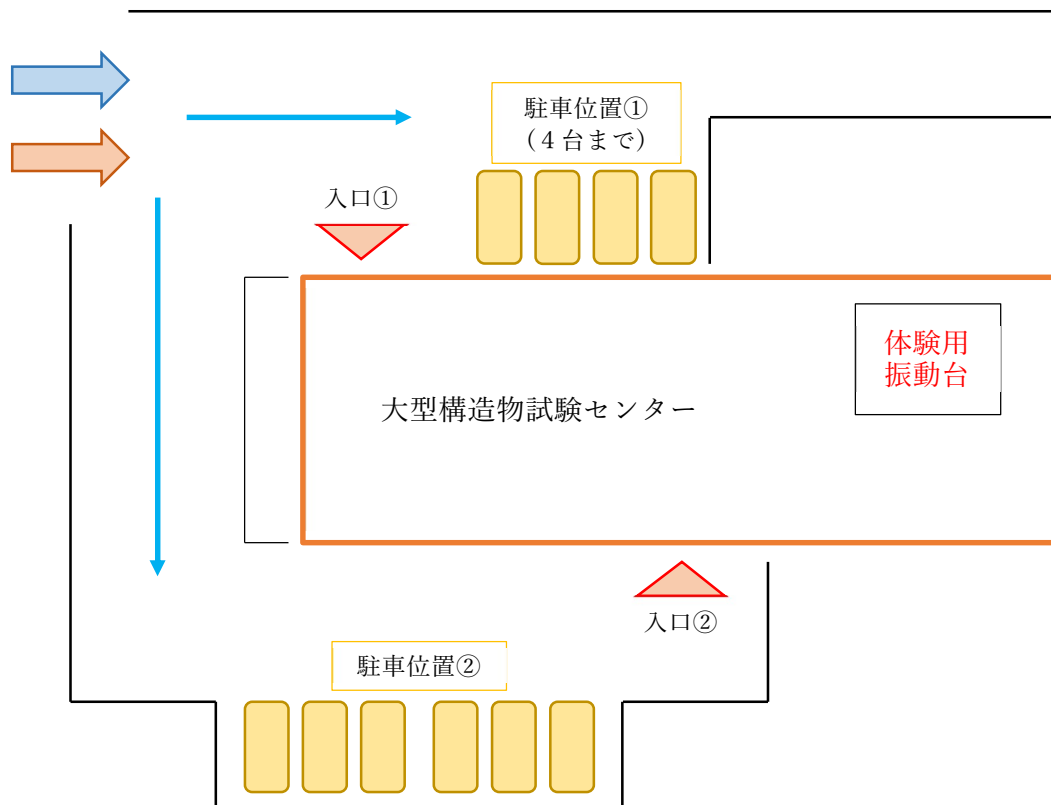 駐車位置①
（４台まで）
入口①
体験用
振動台
大型構造物試験センター
入口②
駐車位置②